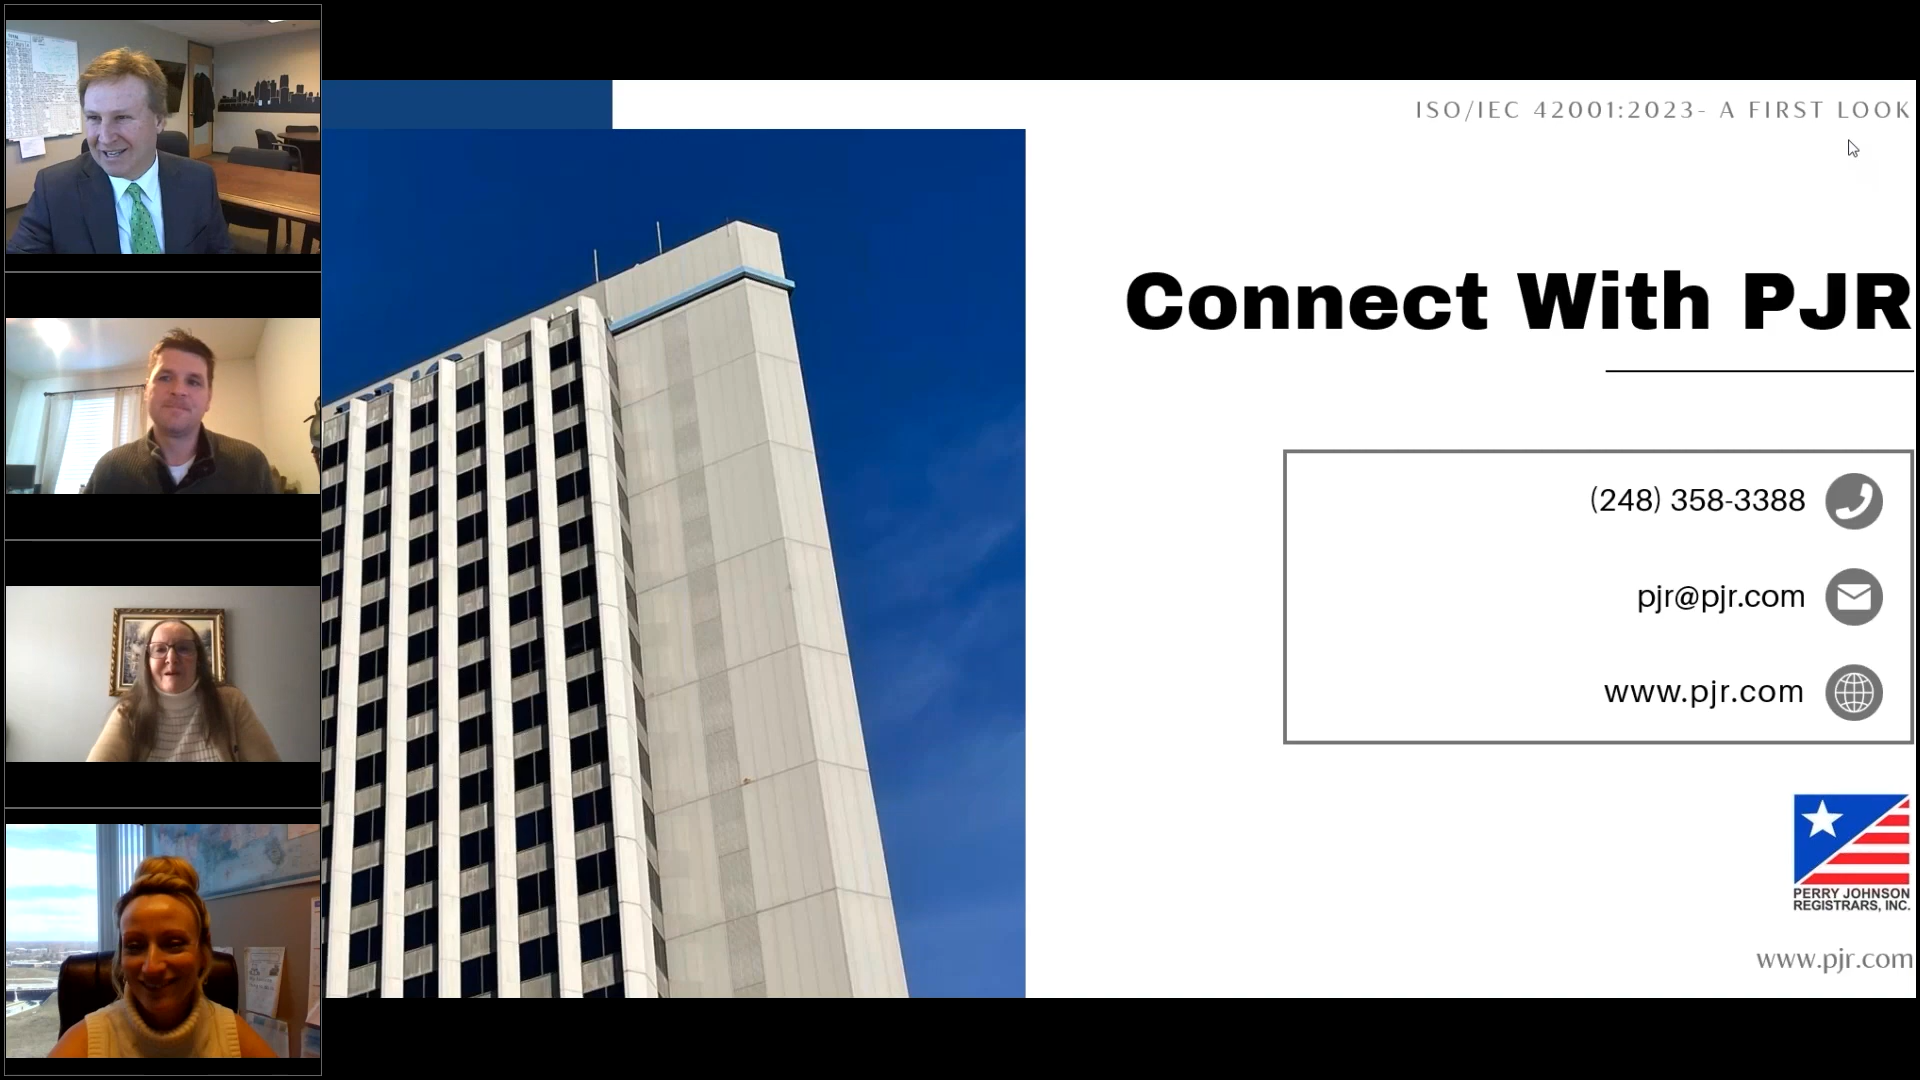 ISO/IEC 42001:2023- A FIRST LOOK
Connect With PJR
(248) 358-3388
pjr@pjr.com
www.pjr.com
PERRY JOHNSON
REGISTRARS, INC.
www.pjr.com